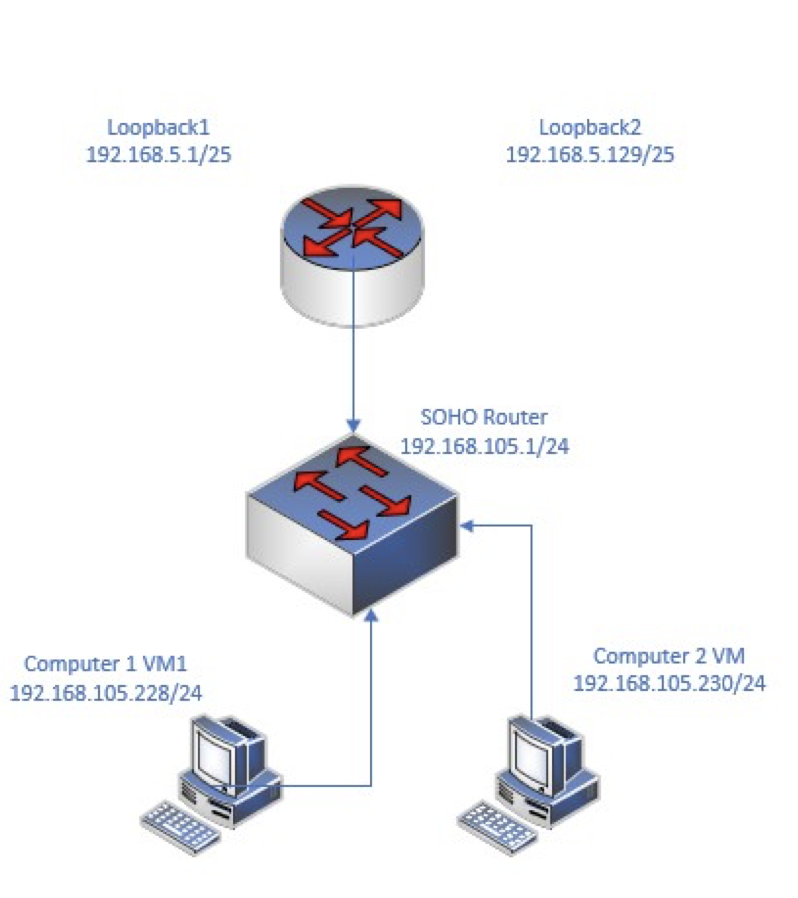 Loopback1
192.168.5.1/25
Loopback2
192.168.5.129/25
SOHO Router
192.168.105.1/24
Computer 1 VM1
192.168.105.228/24
Computer 2 VM
192.168.105.230/24